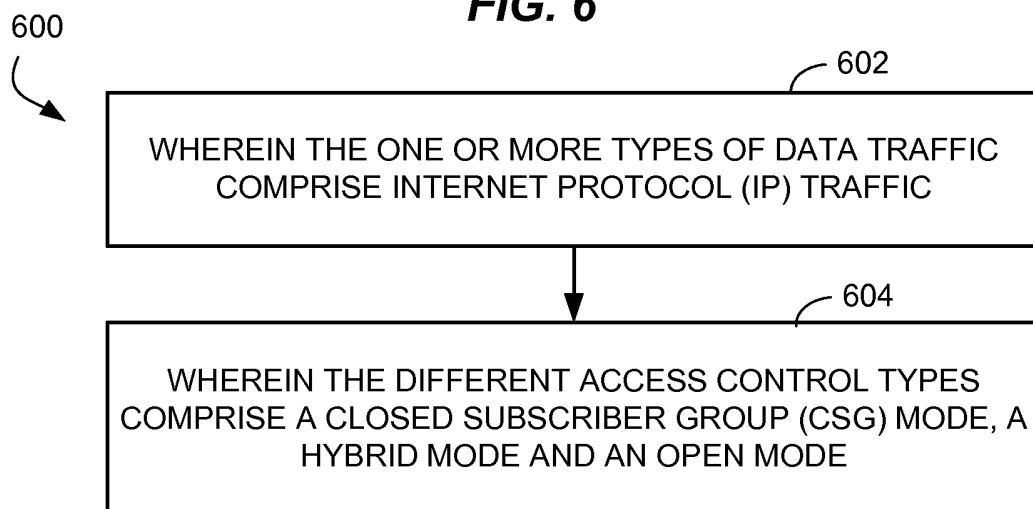 FIG. 6
600
602
WHEREIN THE ONE OR MORE TYPES OF DATA TRAFFIC
COMPRISE INTERNET PROTOCOL (IP) TRAFFIC
604
WHEREIN THE DIFFERENT ACCESS CONTROL TYPES
COMPRISE A CLOSED SUBSCRIBER GROUP (CSG) MODE, A
HYBRID MODE AND AN OPEN MODE